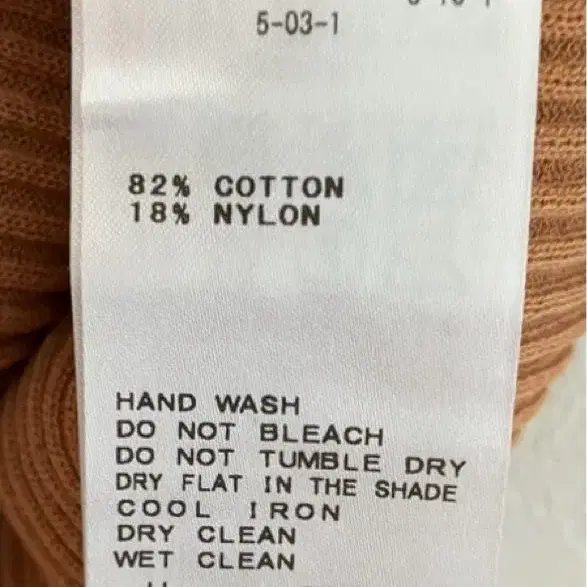 5-03-1
82% COTTON
18% NYLON
HAND WASH
DO NOT BLEACH
DO NOT TUMBLE DRY
DRY FLAT IN THE SHADE
COOL IRON
DRY CLEAN
WET CLEAN